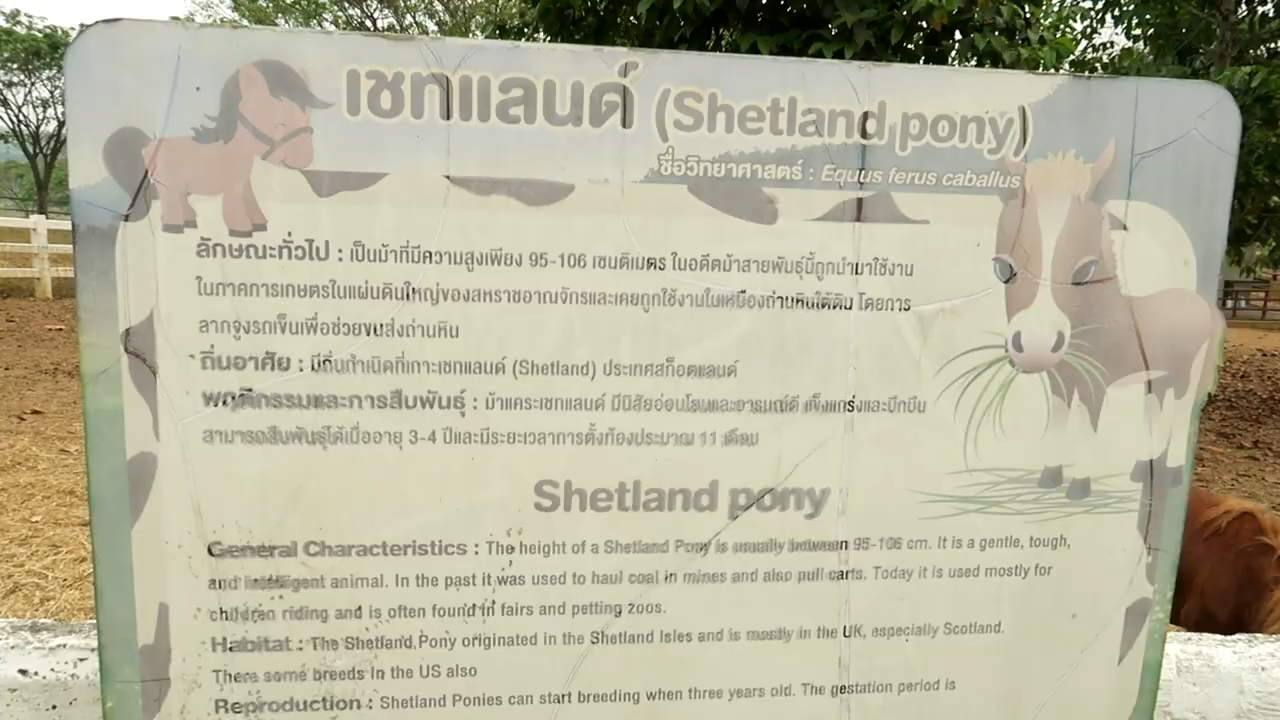 เชทแลนด์ (Shetland pony)
ชื่อวิทยาศาสตร์ : Equus ferus caballus
ลักษณะทั่วไป : เป็นม้าที่มีความสูงเพียง 95-106 เซนติเมตร ในอดีตม้าสายพันธุ์นี้ถูกนำมาใช้งาน
ในภาคการเกษตรในแผ่นดินใหญ่ของสหราชอาณจักรและเคยถูกใช้งานในเหมืองถ่านหินใต้ดิน โดยการ
ลากจูงรถเข็นเพื่อช่วยขนส่งถ่านหิน
ถิ่นอาศัย : มีถิ่นกำเนิดที่เกาะเชทแลนด์ (Shetland) ประเทศสก็อตแลนด์
พฤติกรรมและการสืบพันธุ์ : ม้าแคระเชทแลนด์ มีนิสัยอ่อนโยนและอารมณ์ดี แข็งแกร่งและบึกบึน
สามารถสืบพันธุ์ได้เมื่ออายุ 3-4 ปีและมีระยะเวลาการตั้งท้องประมาณ 11 เดือน
Shetland pony
General Characteristics : The height of a Shetland Pony is usually between 95-106 cm. It is a gentle, tough,
and intelligent animal. In the past it was used to haul coal in mines and also pull carts. Today it is used mostly for
children riding and is often found in fairs and petting zoos.
Habitat : The Shetland Pony originated in the Shetland Isles and is mostly in the UK, especially Scotland.
There some breeds in the US also
Reproduction : Shetland Ponies can start breeding when three years old. The gestation period is